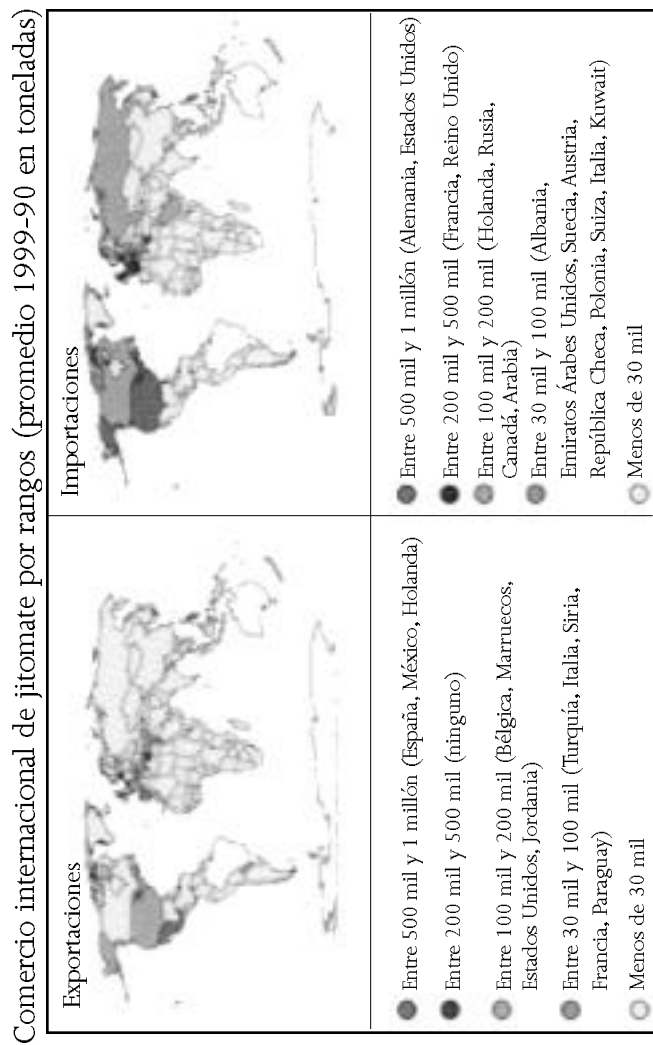 Comercio internacional de jitomate por rangos (promedio 1999-90 en toneladas)
Exportaciones
Entre 500 mil y 1 millón (España, México, Holanda)
Entre 200 mil y 500 mil (ninguno)
Entre 100 mil y 200 mil (Bélgica, Marruecos,
Estados Unidos, Jordania)
Entre 30 mil y 100 mil (Turquía, Italia, Siria,
Francia, Paraguay)
Menos de 30 mil
Importaciones
Entre 500 mil y 1 millón (Alemania, Estados Unidos)
Entre 200 mil y 500 mil (Francia, Reino Unido)
Entre 100 mil y 200 mil (Holanda, Rusia,
Canadá, Arabia)
Entre 30 mil y 100 mil (Albania,
Emiratos Árabes Unidos, Suecia, Austria,
República Checa, Polonia, Suiza, Italia, Kuwait)
Menos de 30 mil